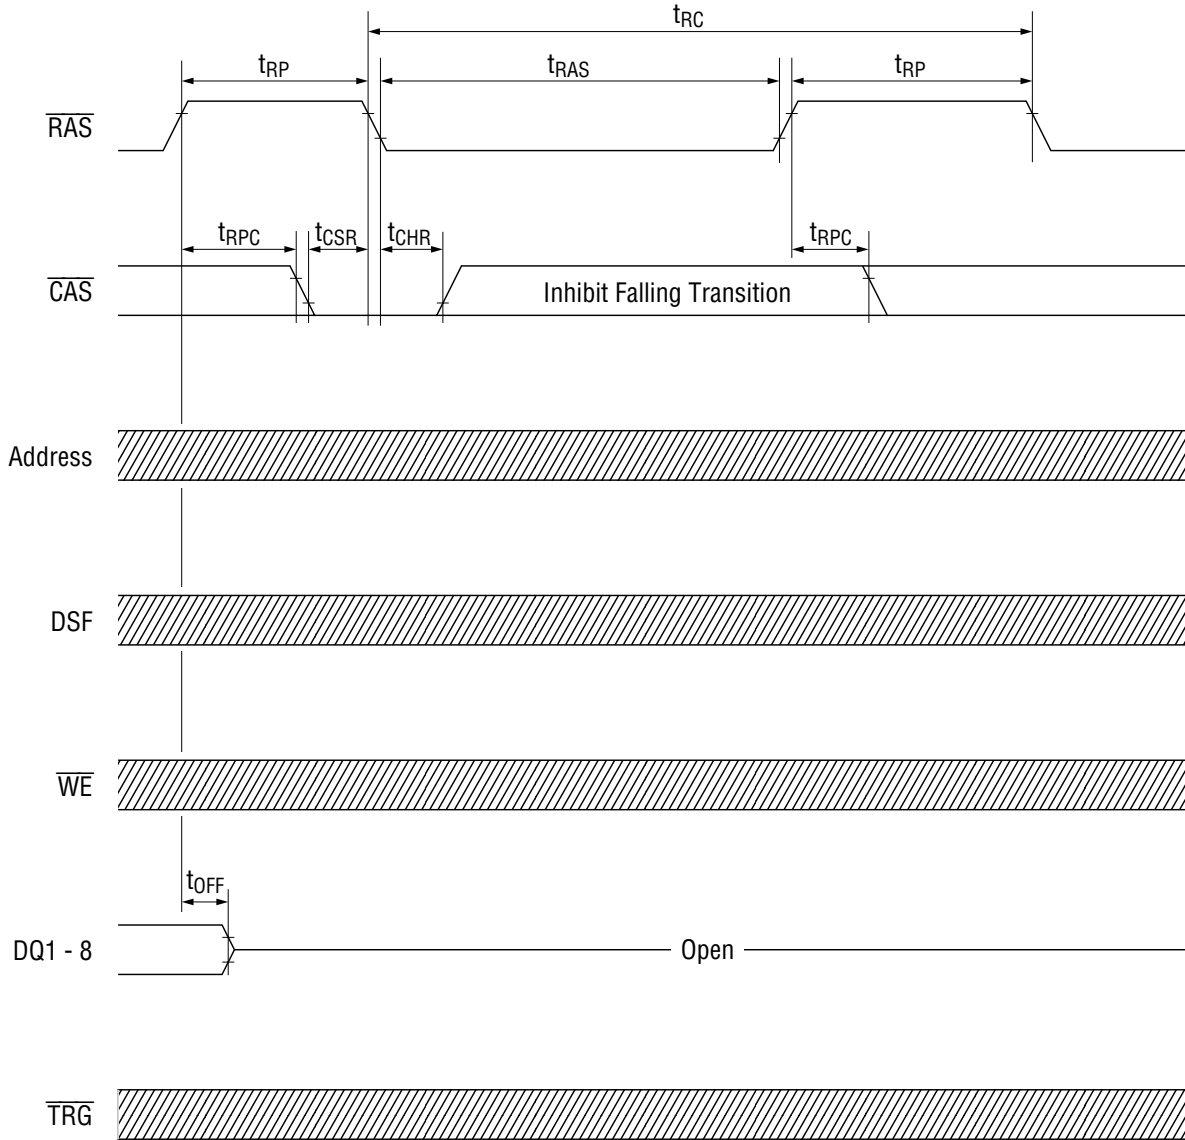 tRC
tRP tRAS tRP
RAS
tRPC tCSR tCHR tRPC
CAS Inhibit Falling Transition
Address
DSF
WE
tOFF
DQ1 - 8 Open
TRG